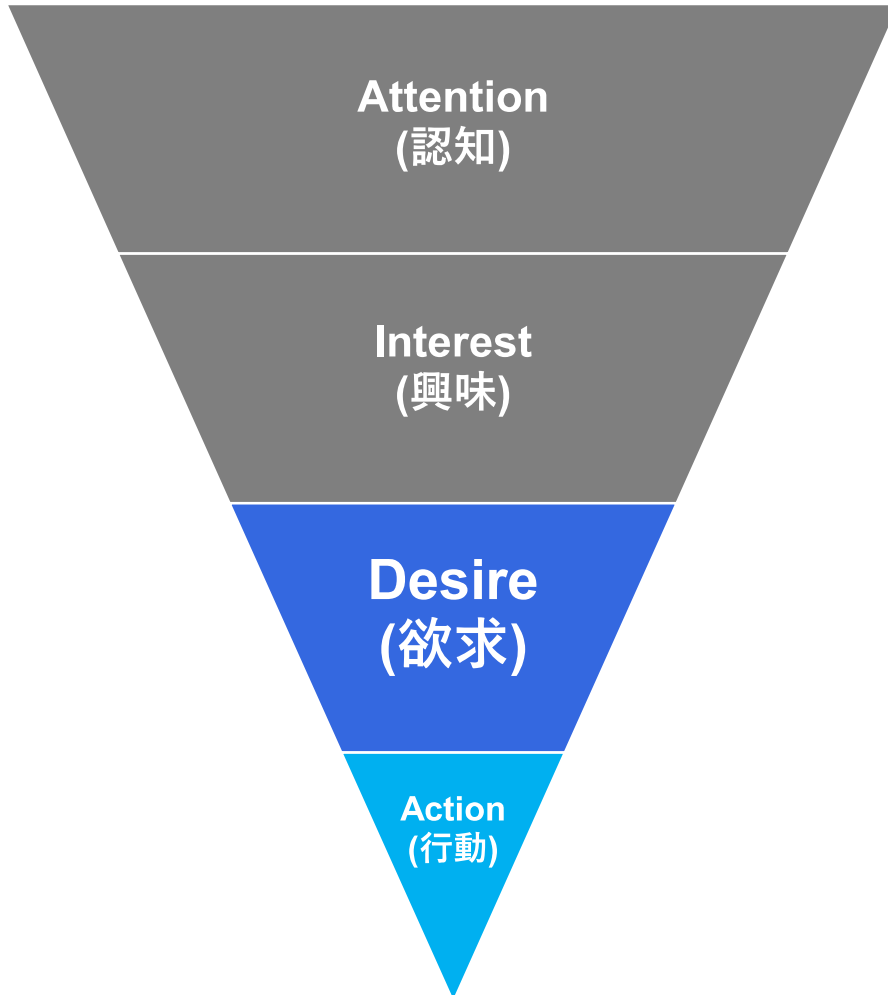 Attention
(認知)
Interest
(興味)
Desire
(欲求)
Action
(行動)